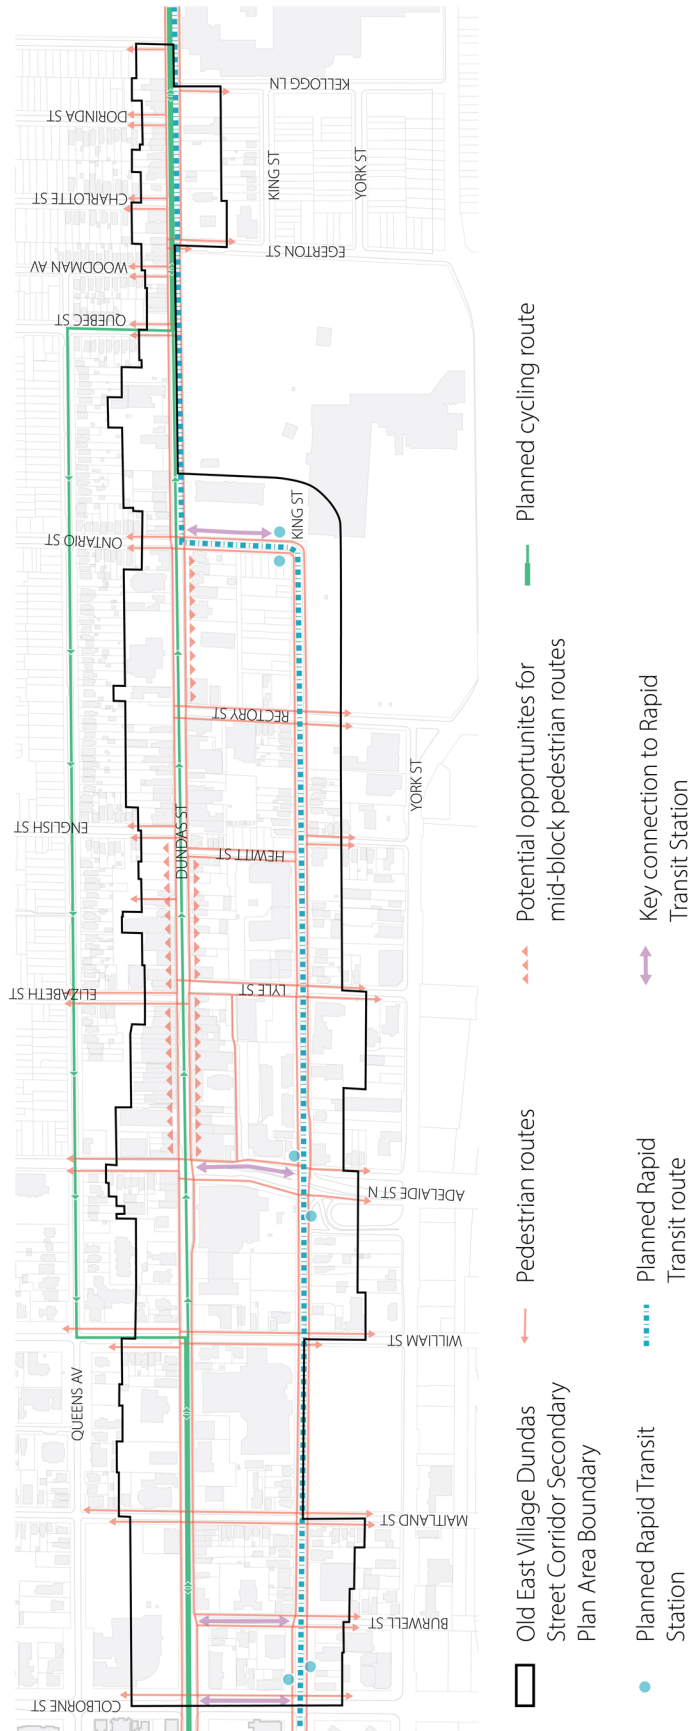 KELLOGG LN
DORINDA ST
KING ST
YORK ST
CHARLOTTE ST
EGERTON ST
WOODMAN AV
QUEBEC ST
KING ST
ONTARIO ST
RECTORY ST
YORK ST
ENGLISH ST
DUNDAS ST
HEWITT ST
ELIZABETH ST
LYLE ST
ADELAIDE ST N
WILLIAM ST
QUEENS AV
MAITLAND ST
BURWELL ST
COLBORNE ST
Old East Village Dundas
Street Corridor Secondary
Plan Area Boundary
Pedestrian routes
Potential opportunites for
mid-block pedestrian routes
Planned cycling route
Planned Rapid Transit
Station
Planned Rapid
Transit route
Key connection to Rapid
Transit Station